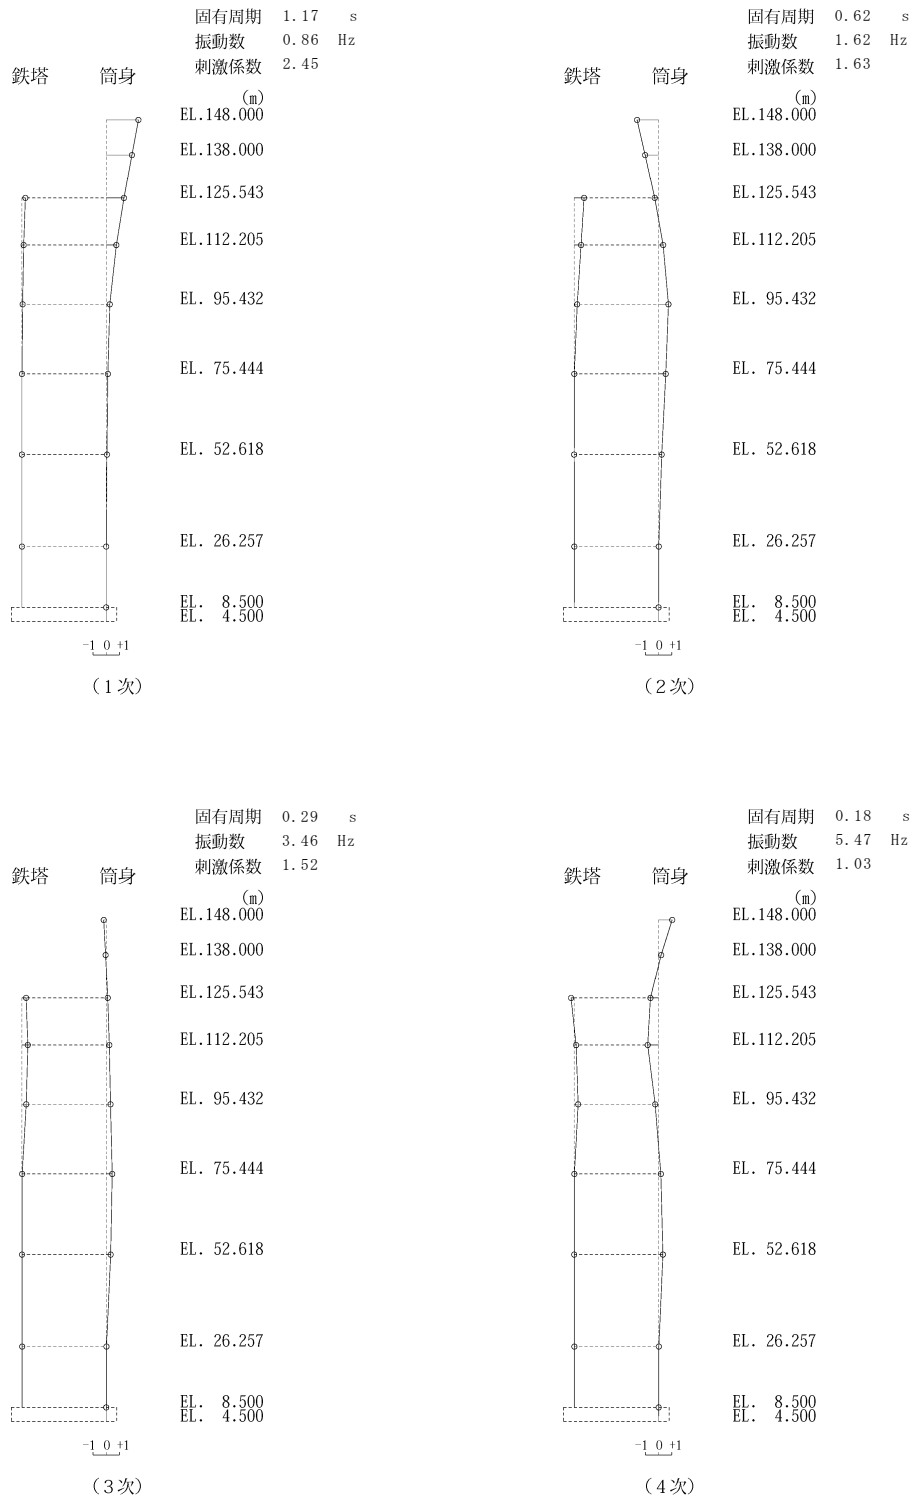 固有周期 1.17 s
振動数 0.86 Hz
刺激係数 2.45
鉄塔 筒身
(m)
EL.148.000
EL.138.000
EL.125.543
EL.112.205
EL. 95.432
EL. 75.444
EL. 52.618
EL. 26.257
EL. 8.500
EL. 4.500
-1 0 +1
(1次)
固有周期 0.62 s
振動数 1.62 Hz
刺激係数 1.63
鉄塔 筒身
(m)
EL.148.000
EL.138.000
EL.125.543
EL.112.205
EL. 95.432
EL. 75.444
EL. 52.618
EL. 26.257
EL. 8.500
EL. 4.500
-1 0 +1
(2次)
固有周期 0.29 s
振動数 3.46 Hz
刺激係数 1.52
鉄塔 筒身
(m)
EL.148.000
EL.138.000
EL.125.543
EL.112.205
EL. 95.432
EL. 75.444
EL. 52.618
EL. 26.257
EL. 8.500
EL. 4.500
-1 0 +1
(3次)
固有周期 0.18 s
振動数 5.47 Hz
刺激係数 1.03
鉄塔 筒身
(m)
EL.148.000
EL.138.000
EL.125.543
EL.112.205
EL. 95.432
EL. 75.444
EL. 52.618
EL. 26.257
EL. 8.500
EL. 4.500
-1 0 +1
(4次)